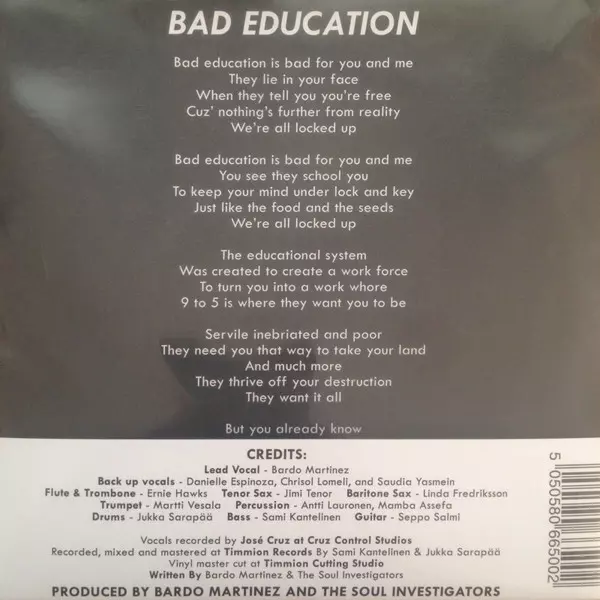 BAD EDUCATION
Bad education is bad for you and me
They lie in your face
When they tell you you're free
Cuz' nothing's further from reality
We're all locked up
Bad education is bad for you and me
You see they school you
To keep your mind under lock and key
Just like the food and the seeds
We're all locked up
The educational system
Was created to create a work force
To turn you into a work whore
9 to 5 is where they want you to be
Servile inebriated and poor
They need you that way to take your land
And much more
They thrive off your destruction
They want it all
But you already know
CREDITS:
Lead Vocal - Bardo Martinez
Back up vocals - Danielle Espinoza, Chrisol Lomeli, and Saudia Yasmein
Flute & Trombone - Ernie Hawks Tenor Sax - Jimi Tenor Baritone Sax - Linda Fredriksson
Trumpet - Martti Vesala Percussion - Antti Lauronen, Mamba Assefa
Drums - Jukka Sarapää Bass - Sami Kantelinen Guitar - Seppo Salmi
Vocals recorded by José Cruz at Cruz Control Studios
Recorded, mixed and mastered at Timmion Records By Sami Kantelinen & Jukka Sarapää
Vinyl master cut at Timmion Cutting Studio
Written By Bardo Martinez & The Soul Investigators
PRODUCED BY BARDO MARTINEZ AND THE SOUL INVESTIGATORS
5 050580 665002